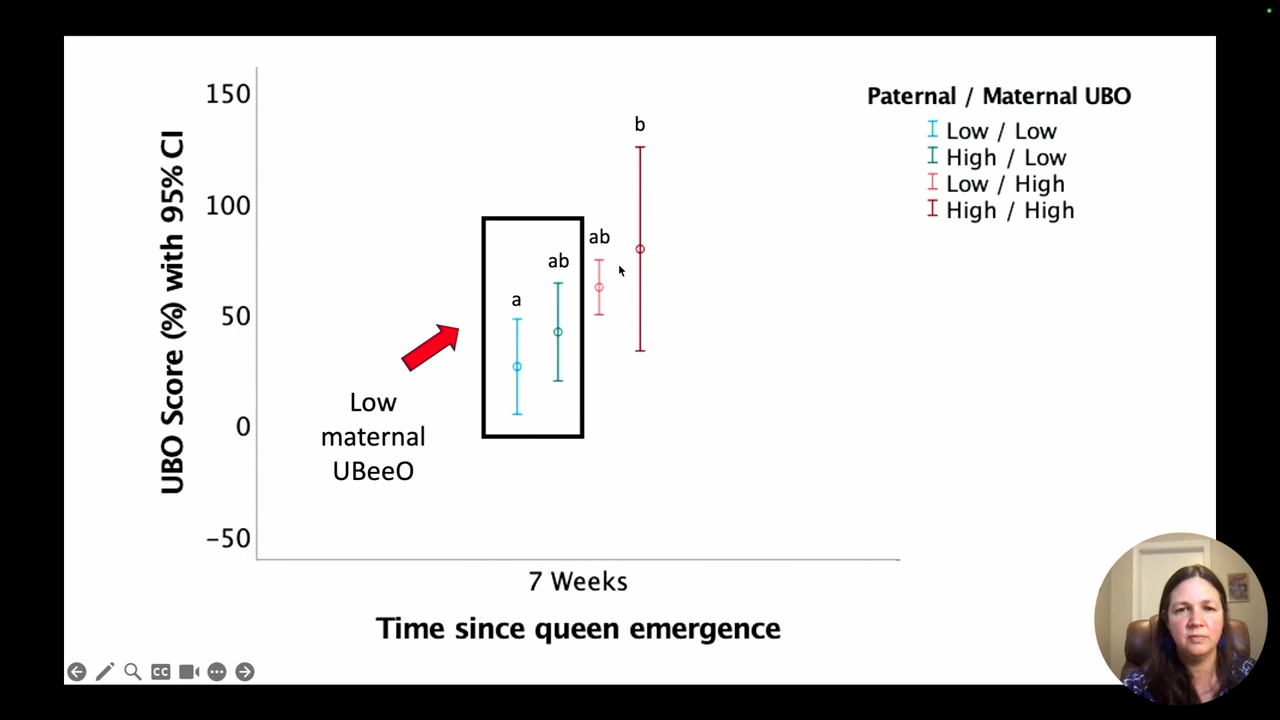 150
100
50
0
−50
UBO Score (%) with 95% CI
Paternal / Maternal UBO
Low / Low
High / Low
Low / High
High / High
b
ab
ab
a
Low
maternal
UBeeO
7 Weeks
Time since queen emergence
CC